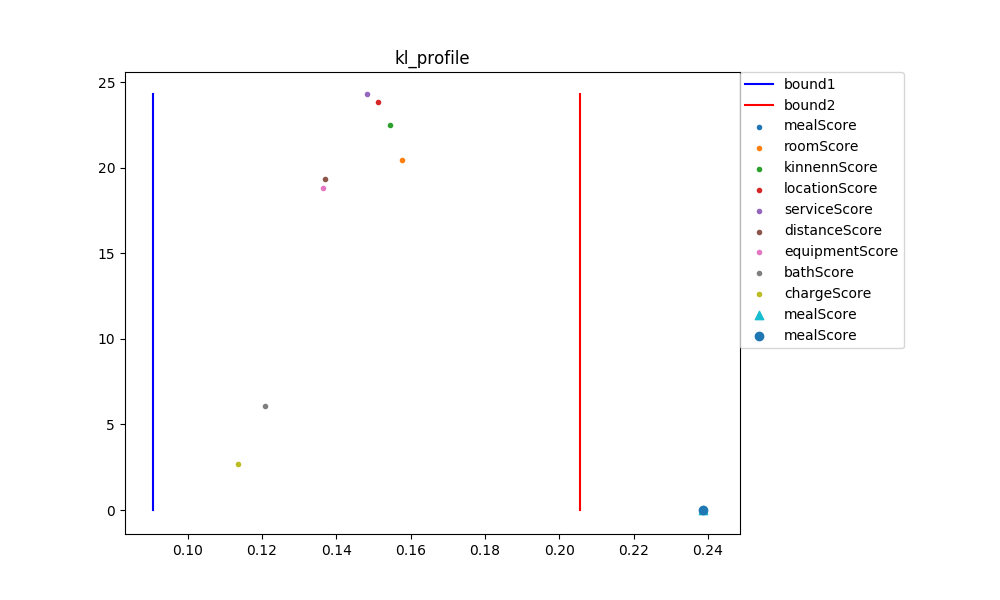 kl_profile
25
20
15
10
5
0
0.10 0.12 0.14 0.16 0.18 0.20 0.22 0.24
bound1
bound2
mealScore
roomScore
kinnennScore
locationScore
serviceScore
distanceScore
equipmentScore
bathScore
chargeScore
mealScore
mealScore